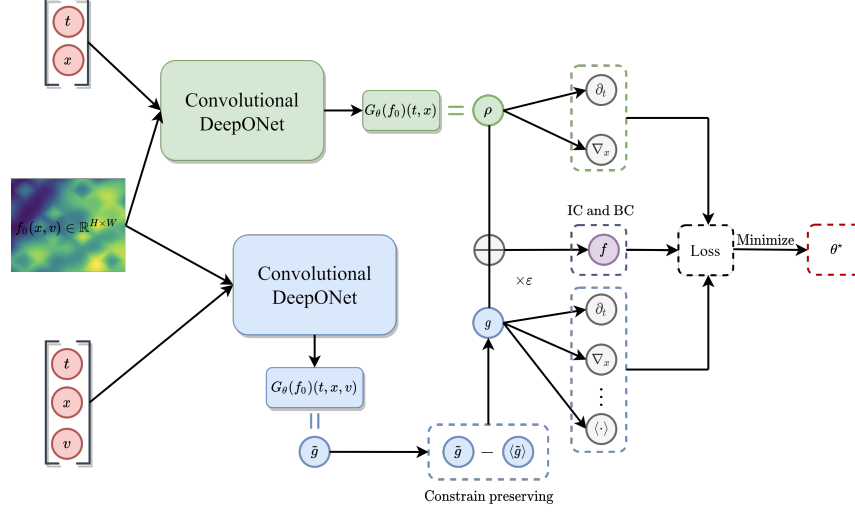 t
x
Convolutional
DeepONet
G_θ(f_0)(t, x)
=
ρ
∂_t
∇_x
f_0(x, v) ∈ ℝ^{H×W}
IC and BC
f
Loss
Minimize
θ*
×ε
Convolutional
DeepONet
g
∂_t
∇_x
⋮
⟨·⟩
t
x
v
G_θ(f_0)(t, x, v)
=
g̃
g̃ − ⟨g̃⟩
Constrain preserving